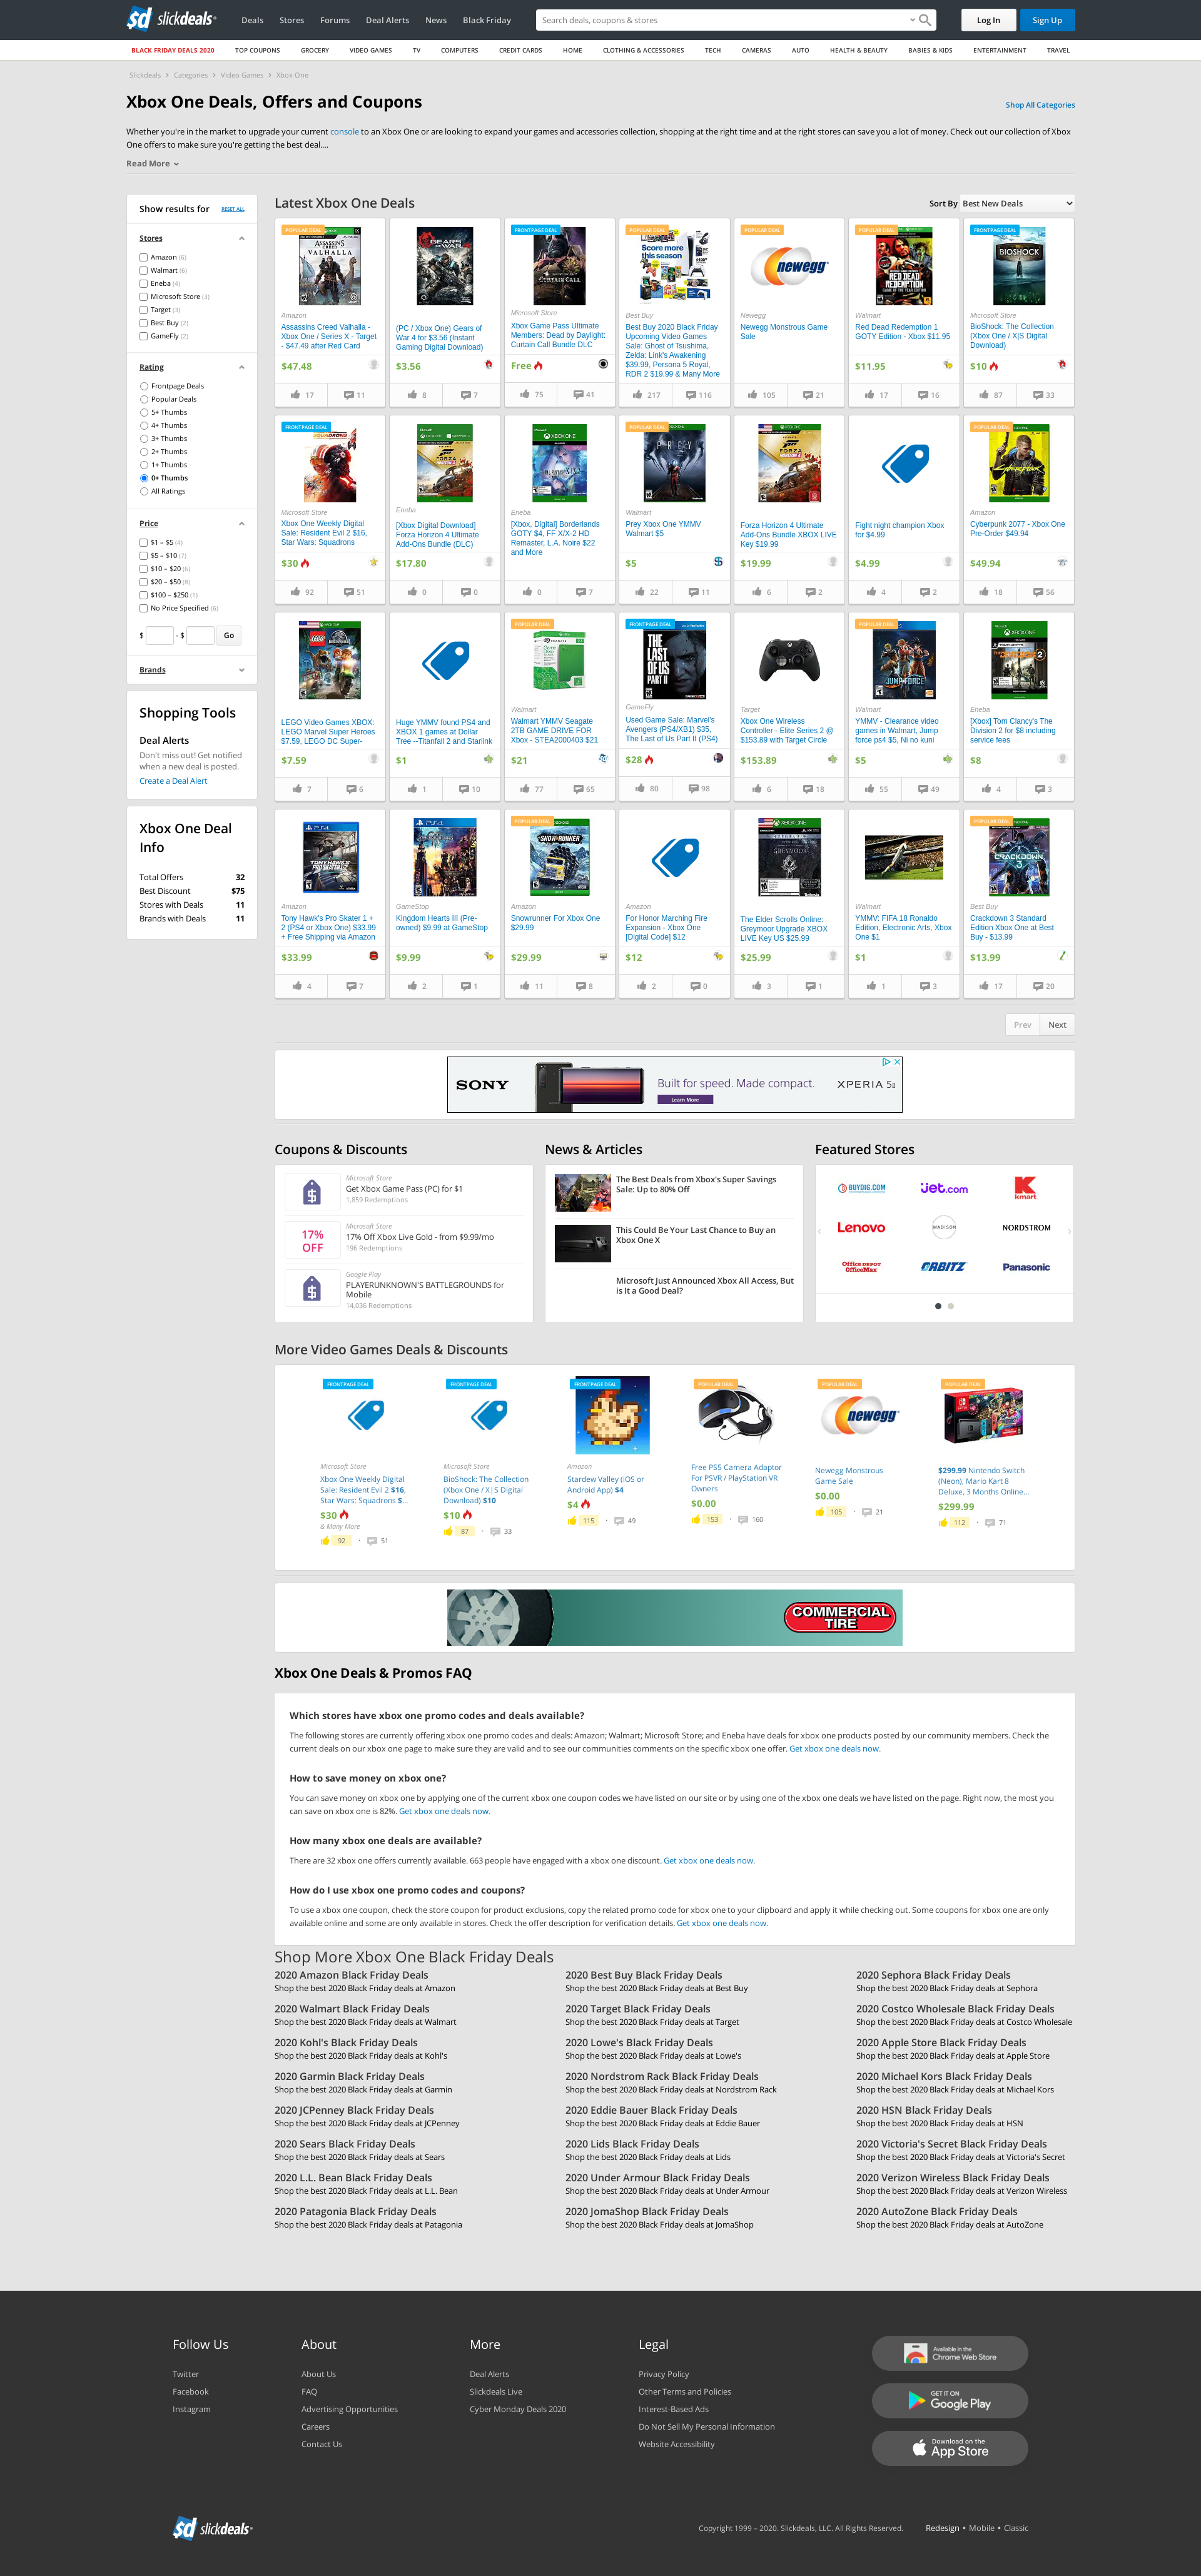 slickdeals
Deals
Stores
Forums
Deal Alerts
News
Black Friday
Search deals, coupons & stores
Log In
Sign Up
BLACK FRIDAY DEALS 2020
TOP COUPONS
GROCERY
VIDEO GAMES
TV
COMPUTERS
CREDIT CARDS
HOME
CLOTHING & ACCESSORIES
TECH
CAMERAS
AUTO
HEALTH & BEAUTY
BABIES & KIDS
ENTERTAINMENT
TRAVEL
Slickdeals › Categories › Video Games › Xbox One
Xbox One Deals, Offers and Coupons
Shop All Categories
Whether you're in the market to upgrade your current console to an Xbox One or are looking to expand your games and accessories collection, shopping at the right time and at the right stores can save you a lot of money. Check out our collection of Xbox
One offers to make sure you're getting the best deal....
Read More
Show results for
RESET ALL
Stores
Amazon (6)
Walmart (6)
Eneba (4)
Microsoft Store (3)
Target (3)
Best Buy (2)
GameFly (2)
Rating
Frontpage Deals
Popular Deals
5+ Thumbs
4+ Thumbs
3+ Thumbs
2+ Thumbs
1+ Thumbs
0+ Thumbs
All Ratings
Price
$1 – $5 (4)
$5 – $10 (7)
$10 – $20 (6)
$20 – $50 (8)
$100 – $250 (1)
No Price Specified (6)
$ - $ Go
Brands
Shopping Tools
Deal Alerts
Don't miss out! Get notified
when a new deal is posted.
Create a Deal Alert
Xbox One Deal
Info
Total Offers 32
Best Discount $75
Stores with Deals 11
Brands with Deals 11
Latest Xbox One Deals
Sort By Best New Deals
POPULAR DEAL
Amazon
Assassins Creed Valhalla -
Xbox One / Series X - Target
- $47.49 after Red Card
$47.48
17 11
(PC / Xbox One) Gears of
War 4 for $3.56 (Instant
Gaming Digital Download)
$3.56
8 7
FRONTPAGE DEAL
Microsoft Store
Xbox Game Pass Ultimate
Members: Dead by Daylight:
Curtain Call Bundle DLC
Free
75 41
POPULAR DEAL
Score more
this season
Best Buy
Best Buy 2020 Black Friday
Upcoming Video Games
Sale: Ghost of Tsushima,
Zelda: Link's Awakening
$39.99, Persona 5 Royal,
RDR 2 $19.99 & Many More
217 116
POPULAR DEAL
newegg
Newegg
Newegg Monstrous Game
Sale
105 21
POPULAR DEAL
Walmart
Red Dead Redemption 1
GOTY Edition - Xbox $11.95
$11.95
17 16
FRONTPAGE DEAL
BIOSHOCK
Microsoft Store
BioShock: The Collection
(Xbox One / X|S Digital
Download)
$10
87 33
FRONTPAGE DEAL
Microsoft Store
Xbox One Weekly Digital
Sale: Resident Evil 2 $16,
Star Wars: Squadrons
$30
92 51
Eneba
[Xbox Digital Download]
Forza Horizon 4 Ultimate
Add-Ons Bundle (DLC)
$17.80
0 0
Eneba
[Xbox, Digital] Borderlands
GOTY $4, FF X/X-2 HD
Remaster, L.A. Noire $22
and More
0 7
POPULAR DEAL
PREY
Walmart
Prey Xbox One YMMV
Walmart $5
$5
22 11
Forza Horizon 4 Ultimate
Add-Ons Bundle XBOX LIVE
Key $19.99
$19.99
6 2
Fight night champion Xbox
for $4.99
$4.99
4 2
POPULAR DEAL
Amazon
Cyberpunk 2077 - Xbox One
Pre-Order $49.94
$49.94
18 56
LEGO Video Games XBOX:
LEGO Marvel Super Heroes
$7.59, LEGO DC Super-
$7.59
7 6
Huge YMMV found PS4 and
XBOX 1 games at Dollar
Tree --Titanfall 2 and Starlink
$1
1 10
POPULAR DEAL
Walmart
Walmart YMMV Seagate
2TB GAME DRIVE FOR
Xbox - STEA2000403 $21
$21
77 65
FRONTPAGE DEAL
THE LAST OF US PART II
GameFly
Used Game Sale: Marvel's
Avengers (PS4/XB1) $35,
The Last of Us Part II (PS4)
$28
80 98
Target
Xbox One Wireless
Controller - Elite Series 2 @
$153.89 with Target Circle
$153.89
6 18
POPULAR DEAL
JUMP FORCE
Walmart
YMMV - Clearance video
games in Walmart, Jump
force ps4 $5, Ni no kuni
$5
55 49
Eneba
[Xbox] Tom Clancy's The
Division 2 for $8 including
service fees
$8
4 3
Amazon
Tony Hawk's Pro Skater 1 +
2 (PS4 or Xbox One) $33.99
+ Free Shipping via Amazon
$33.99
4 7
GameStop
Kingdom Hearts III (Pre-
owned) $9.99 at GameStop
$9.99
2 1
POPULAR DEAL
SNOWRUNNER
Amazon
Snowrunner For Xbox One
$29.99
$29.99
11 8
Amazon
For Honor Marching Fire
Expansion - Xbox One
[Digital Code] $12
$12
2 0
GREYMOOR
The Elder Scrolls Online:
Greymoor Upgrade XBOX
LIVE Key US $25.99
$25.99
3 1
Walmart
YMMV: FIFA 18 Ronaldo
Edition, Electronic Arts, Xbox
One $1
$1
1 3
POPULAR DEAL
CRACKDOWN 3
Best Buy
Crackdown 3 Standard
Edition Xbox One at Best
Buy - $13.99
$13.99
17 20
Prev Next
SONY
Built for speed. Made compact.
Learn More
XPERIA 5 II
Coupons & Discounts
Microsoft Store
Get Xbox Game Pass (PC) for $1
1,859 Redemptions
17%
OFF
Microsoft Store
17% Off Xbox Live Gold - from $9.99/mo
196 Redemptions
Google Play
PLAYERUNKNOWN'S BATTLEGROUNDS for
Mobile
14,036 Redemptions
News & Articles
The Best Deals from Xbox's Super Savings
Sale: Up to 80% Off
This Could Be Your Last Chance to Buy an
Xbox One X
Microsoft Just Announced Xbox All Access, But
is It a Good Deal?
Featured Stores
BUYDIG.COM
jet.com
Kmart
Lenovo
MADISON
NORDSTROM
Office DEPOT
OfficeMax
ORBITZ
Panasonic
More Video Games Deals & Discounts
FRONTPAGE DEAL
Microsoft Store
Xbox One Weekly Digital
Sale: Resident Evil 2 $16,
Star Wars: Squadrons $...
$30
& Many More
92 · 51
FRONTPAGE DEAL
Microsoft Store
BioShock: The Collection
(Xbox One / X|S Digital
Download) $10
$10
87 · 33
FRONTPAGE DEAL
Amazon
Stardew Valley (iOS or
Android App) $4
$4
115 · 49
POPULAR DEAL
Free PS5 Camera Adaptor
For PSVR / PlayStation VR
Owners
$0.00
153 · 160
POPULAR DEAL
newegg
Newegg Monstrous
Game Sale
$0.00
105 · 21
POPULAR DEAL
$299.99 Nintendo Switch
(Neon), Mario Kart 8
Deluxe, 3 Months Online...
$299.99
112 · 71
COMMERCIAL
TIRE
Xbox One Deals & Promos FAQ
Which stores have xbox one promo codes and deals available?
The following stores are currently offering xbox one promo codes and deals: Amazon; Walmart; Microsoft Store; and Eneba have deals for xbox one products posted by our community members. Check the
current deals on our xbox one page to make sure they are valid and to see our communities comments on the specific xbox one offer. Get xbox one deals now.
How to save money on xbox one?
You can save money on xbox one by applying one of the current xbox one coupon codes we have listed on our site or by using one of the xbox one deals we have listed on the page. Right now, the most you
can save on xbox one is 82%. Get xbox one deals now.
How many xbox one deals are available?
There are 32 xbox one offers currently available. 663 people have engaged with a xbox one discount. Get xbox one deals now.
How do I use xbox one promo codes and coupons?
To use a xbox one coupon, check the store coupon for product exclusions, copy the related promo code for xbox one to your clipboard and apply it while checking out. Some coupons for xbox one are only
available online and some are only available in stores. Check the offer description for verification details. Get xbox one deals now.
Shop More Xbox One Black Friday Deals
2020 Amazon Black Friday Deals
Shop the best 2020 Black Friday deals at Amazon
2020 Best Buy Black Friday Deals
Shop the best 2020 Black Friday deals at Best Buy
2020 Sephora Black Friday Deals
Shop the best 2020 Black Friday deals at Sephora
2020 Walmart Black Friday Deals
Shop the best 2020 Black Friday deals at Walmart
2020 Target Black Friday Deals
Shop the best 2020 Black Friday deals at Target
2020 Costco Wholesale Black Friday Deals
Shop the best 2020 Black Friday deals at Costco Wholesale
2020 Kohl's Black Friday Deals
Shop the best 2020 Black Friday deals at Kohl's
2020 Lowe's Black Friday Deals
Shop the best 2020 Black Friday deals at Lowe's
2020 Apple Store Black Friday Deals
Shop the best 2020 Black Friday deals at Apple Store
2020 Garmin Black Friday Deals
Shop the best 2020 Black Friday deals at Garmin
2020 Nordstrom Rack Black Friday Deals
Shop the best 2020 Black Friday deals at Nordstrom Rack
2020 Michael Kors Black Friday Deals
Shop the best 2020 Black Friday deals at Michael Kors
2020 JCPenney Black Friday Deals
Shop the best 2020 Black Friday deals at JCPenney
2020 Eddie Bauer Black Friday Deals
Shop the best 2020 Black Friday deals at Eddie Bauer
2020 HSN Black Friday Deals
Shop the best 2020 Black Friday deals at HSN
2020 Sears Black Friday Deals
Shop the best 2020 Black Friday deals at Sears
2020 Lids Black Friday Deals
Shop the best 2020 Black Friday deals at Lids
2020 Victoria's Secret Black Friday Deals
Shop the best 2020 Black Friday deals at Victoria's Secret
2020 L.L. Bean Black Friday Deals
Shop the best 2020 Black Friday deals at L.L. Bean
2020 Under Armour Black Friday Deals
Shop the best 2020 Black Friday deals at Under Armour
2020 Verizon Wireless Black Friday Deals
Shop the best 2020 Black Friday deals at Verizon Wireless
2020 Patagonia Black Friday Deals
Shop the best 2020 Black Friday deals at Patagonia
2020 JomaShop Black Friday Deals
Shop the best 2020 Black Friday deals at JomaShop
2020 AutoZone Black Friday Deals
Shop the best 2020 Black Friday deals at AutoZone
Follow Us
Twitter
Facebook
Instagram
About
About Us
FAQ
Advertising Opportunities
Careers
Contact Us
More
Deal Alerts
Slickdeals Live
Cyber Monday Deals 2020
Legal
Privacy Policy
Other Terms and Policies
Interest-Based Ads
Do Not Sell My Personal Information
Website Accessibility
Available in the
Chrome Web Store
GET IT ON
Google Play
Download on the
App Store
slickdeals
Copyright 1999 – 2020. Slickdeals, LLC. All Rights Reserved.
Redesign • Mobile • Classic